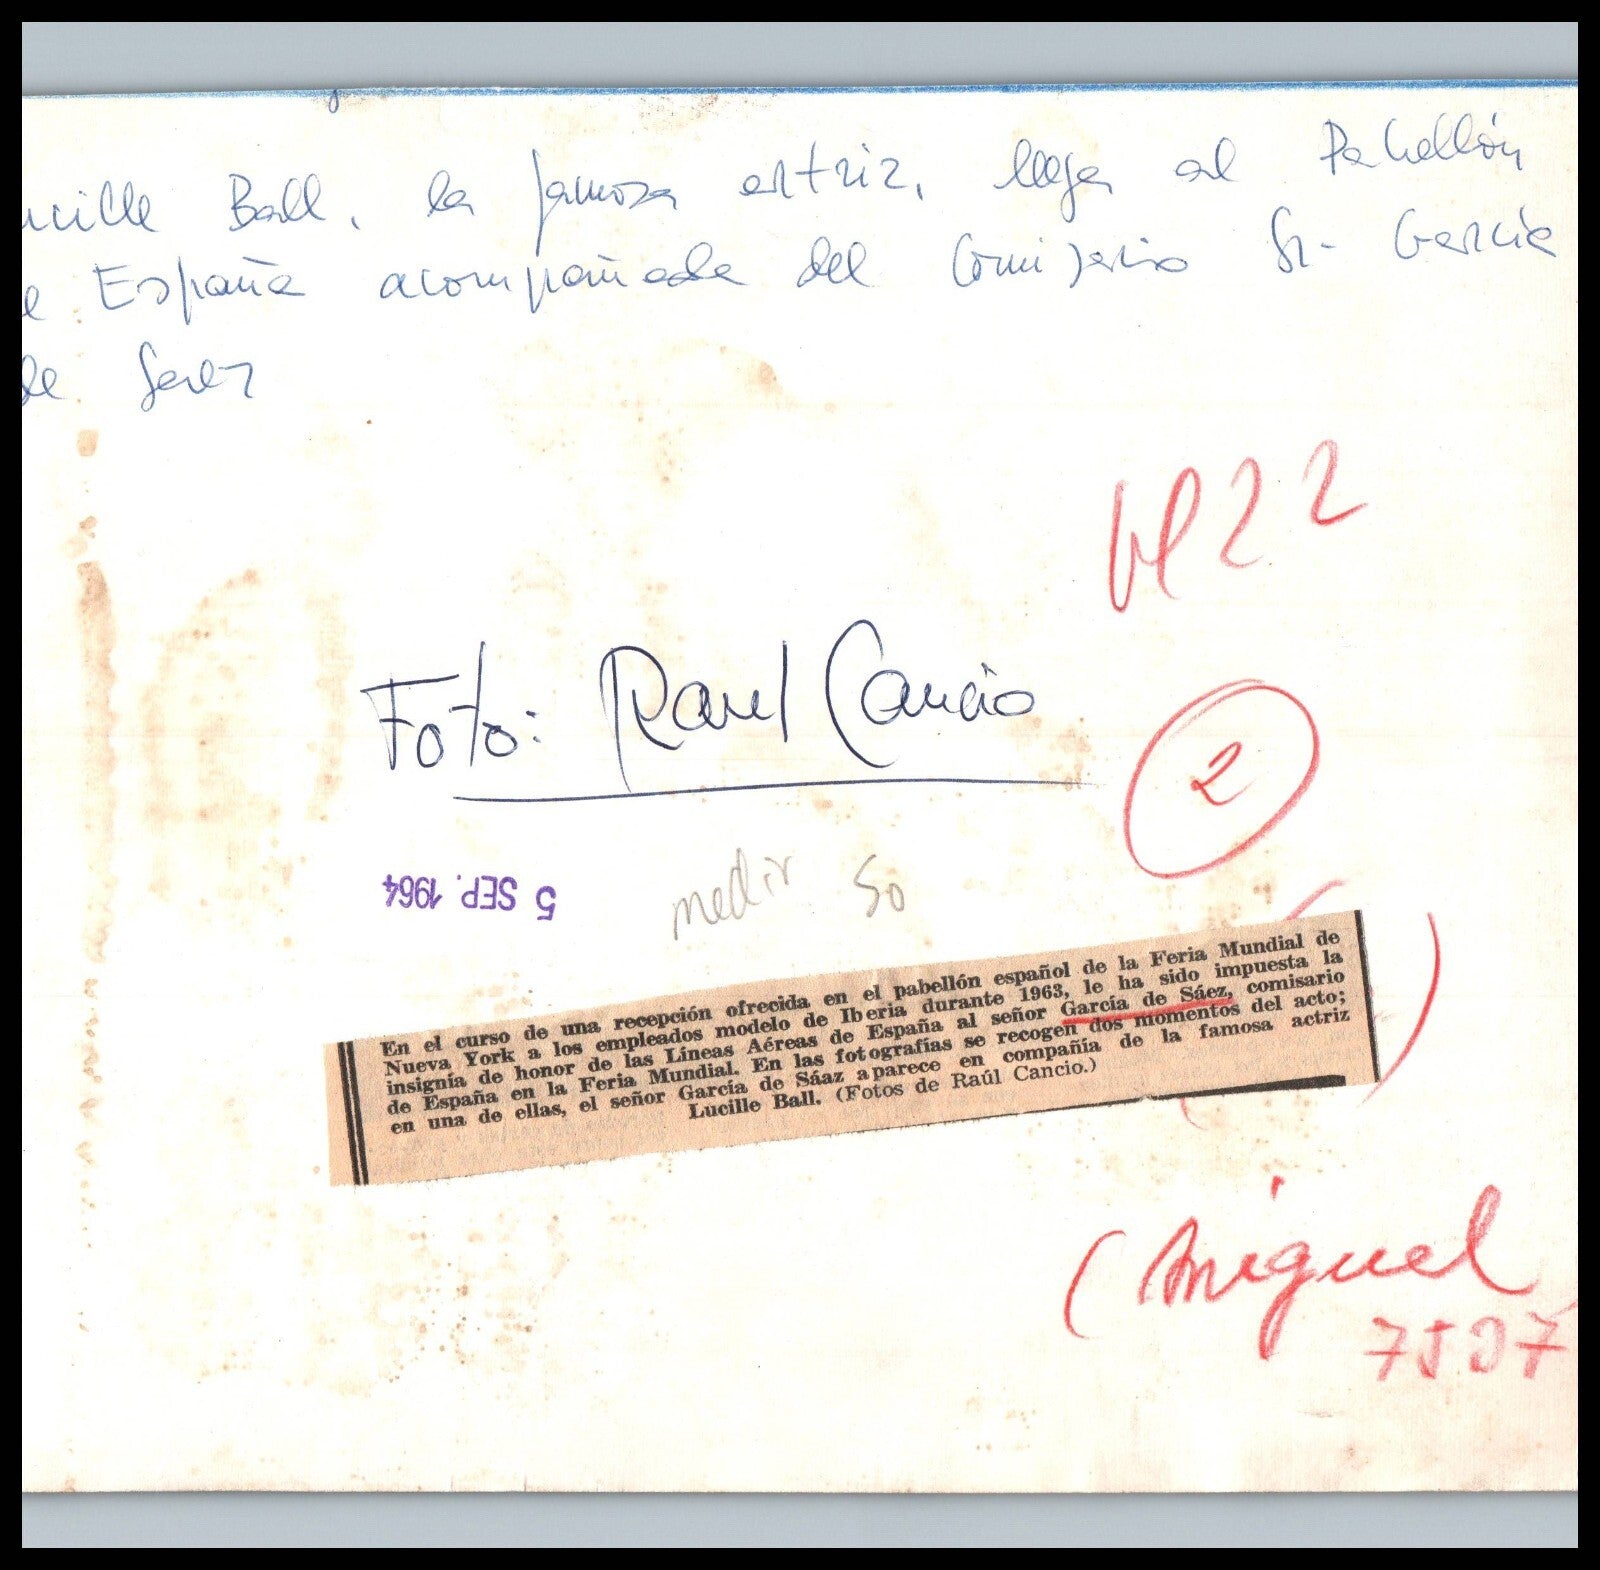 ucille Ball, la famosa artriz, llega al Pabellón
e España acompañada del Comisario Sr. García
de Saez
Foto: Raul Cancio
2
5 SEP. 1964
medir 50
En el curso de una recepción ofrecida en el pabellón español de la Feria Mundial de
Nueva York a los empleados modelo de Iberia durante 1963, le ha sido impuesta la
insignia de honor de las Líneas Aéreas de España al señor García de Sáez, comisario
de España en la Feria Mundial. En las fotografías se recogen dos momentos del acto;
en una de ellas, el señor García de Sáaz aparece en compañía de la famosa actriz
Lucille Ball. (Fotos de Raúl Cancio.)
(Miguel
7507